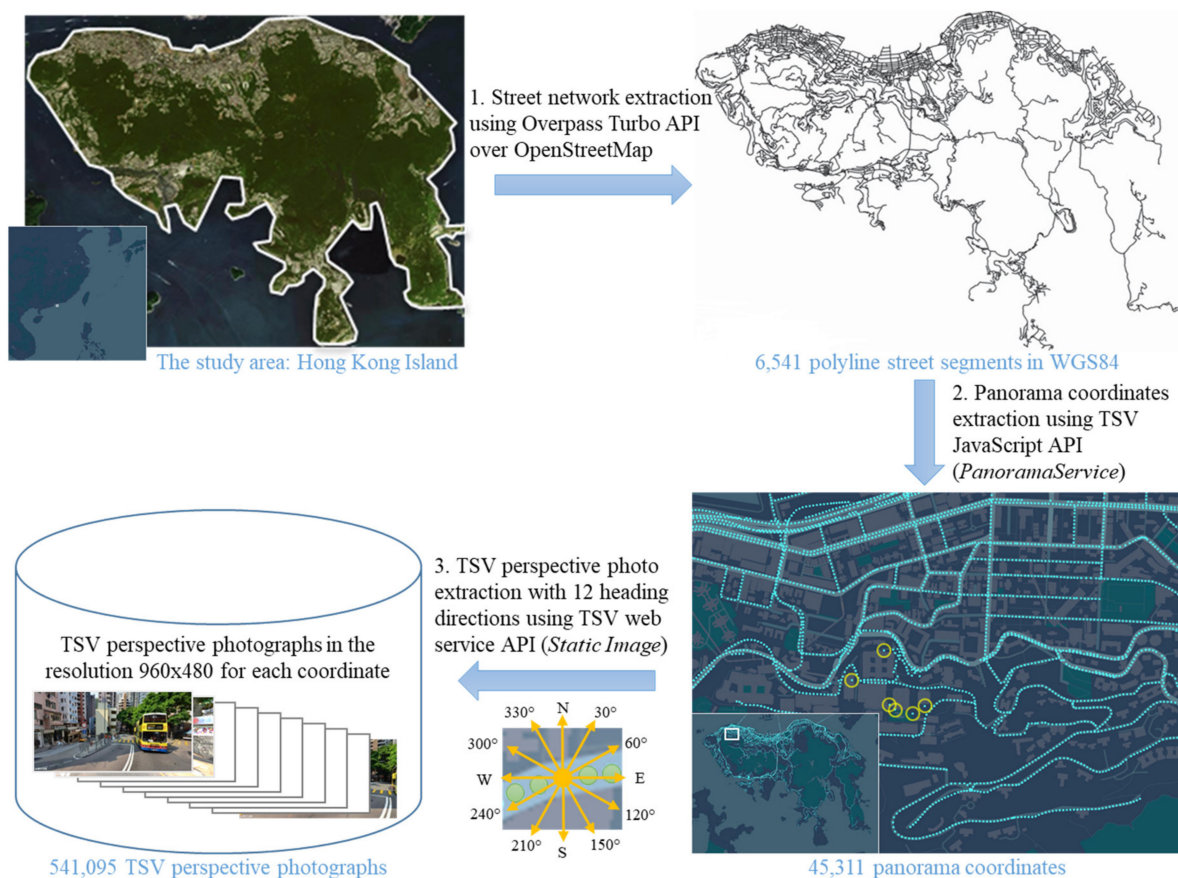 1. Street network extraction
using Overpass Turbo API
over OpenStreetMap
The study area: Hong Kong Island
6,541 polyline street segments in WGS84
2. Panorama coordinates
extraction using TSV
JavaScript API
(PanoramaService)
3. TSV perspective photo
extraction with 12 heading
directions using TSV web
service API (Static Image)
TSV perspective photographs in the
resolution 960x480 for each coordinate
N
330°
30°
300°
60°
W
E
240°
120°
210°
150°
S
541,095 TSV perspective photographs
45,311 panorama coordinates